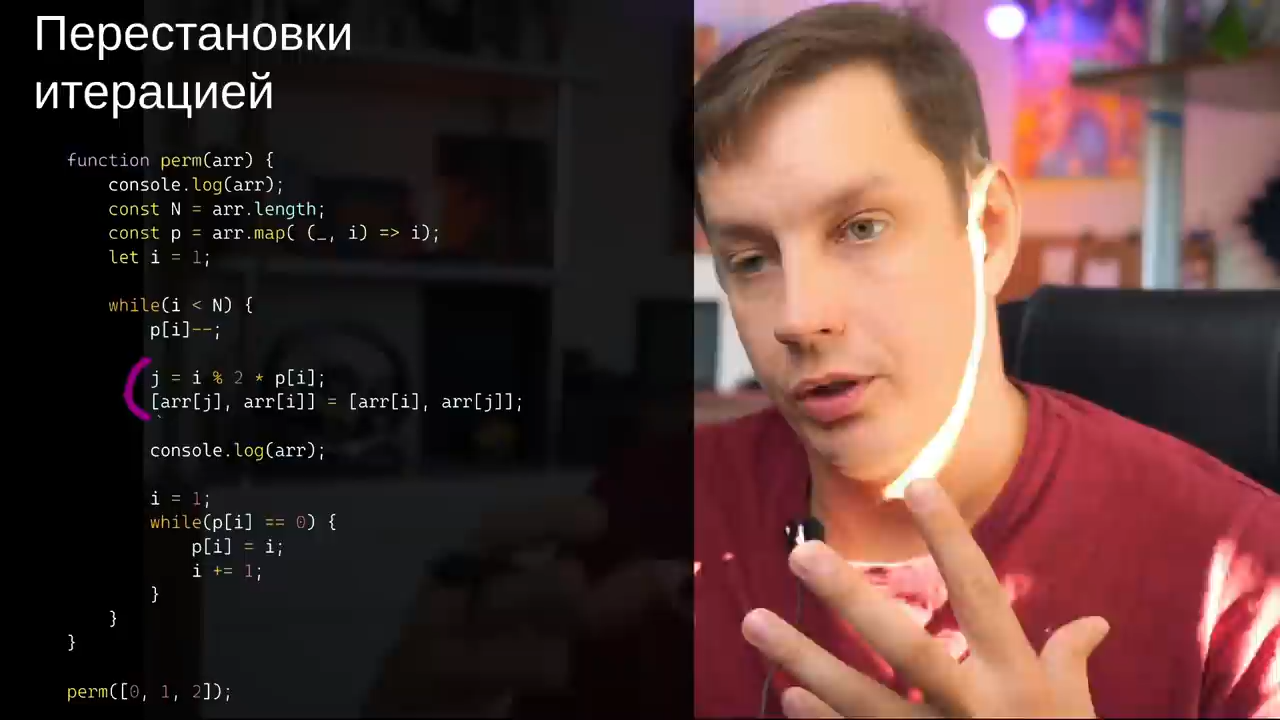 Перестановки
итерацией
function perm(arr) {
console.log(arr);
const N = arr.length;
const p = arr.map( (_, i) => i);
let i = 1;
while(i < N) {
p[i]--;
j = i % 2 * p[i];
[arr[j], arr[i]] = [arr[i], arr[j]];
`
console.log(arr);
i = 1;
while(p[i] == 0) {
p[i] = i;
i += 1;
}
}
}
perm([0, 1, 2]);